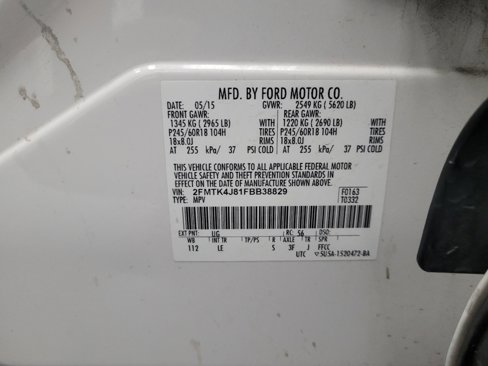 MFD. BY FORD MOTOR CO.
DATE: 05/15 GVWR: 2549 KG ( 5620 LB)
FRONT GAWR: REAR GAWR:
1345 KG ( 2965 LB) WITH 1220 KG ( 2690 LB) WITH
P245/60R18 104H TIRES P245/60R18 104H TIRES
18x8.0J RIMS 18x8.0J RIMS
AT 255 kPa/ 37 PSI COLD AT 255 kPa/ 37 PSI COLD
THIS VEHICLE CONFORMS TO ALL APPLICABLE FEDERAL MOTOR
VEHICLE SAFETY AND THEFT PREVENTION STANDARDS IN
EFFECT ON THE DATE OF MANUFACTURE SHOWN ABOVE.
VIN: 2FMTK4J81FBB38829 F0163
TYPE: MPV T0332
EXT PNT: UG RC: 56 DSO:
WB INT TR TP/PS R AXLE TR SPR
112 LE S 3F J FFCC
UTC ▽5U5A-1520472-BA